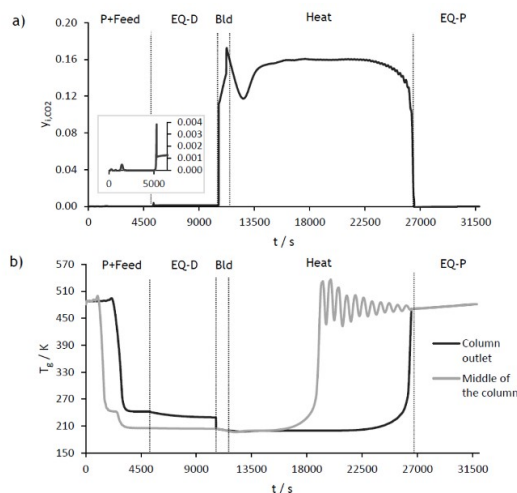 a)
P+Feed EQ-D Bld Heat EQ-P
0.20
0.16
0.12
0.08
0.04
0.00
yi,CO2
0.004
0.003
0.002
0.001
0.000
0 5000
0 4500 9000 13500 18000 22500 27000 31500
t / s
b)
P+Feed EQ-D Bld Heat EQ-P
570
510
450
390
330
270
210
150
Tg / K
Column outlet
Middle of the column
0 4500 9000 13500 18000 22500 27000 31500
t / s